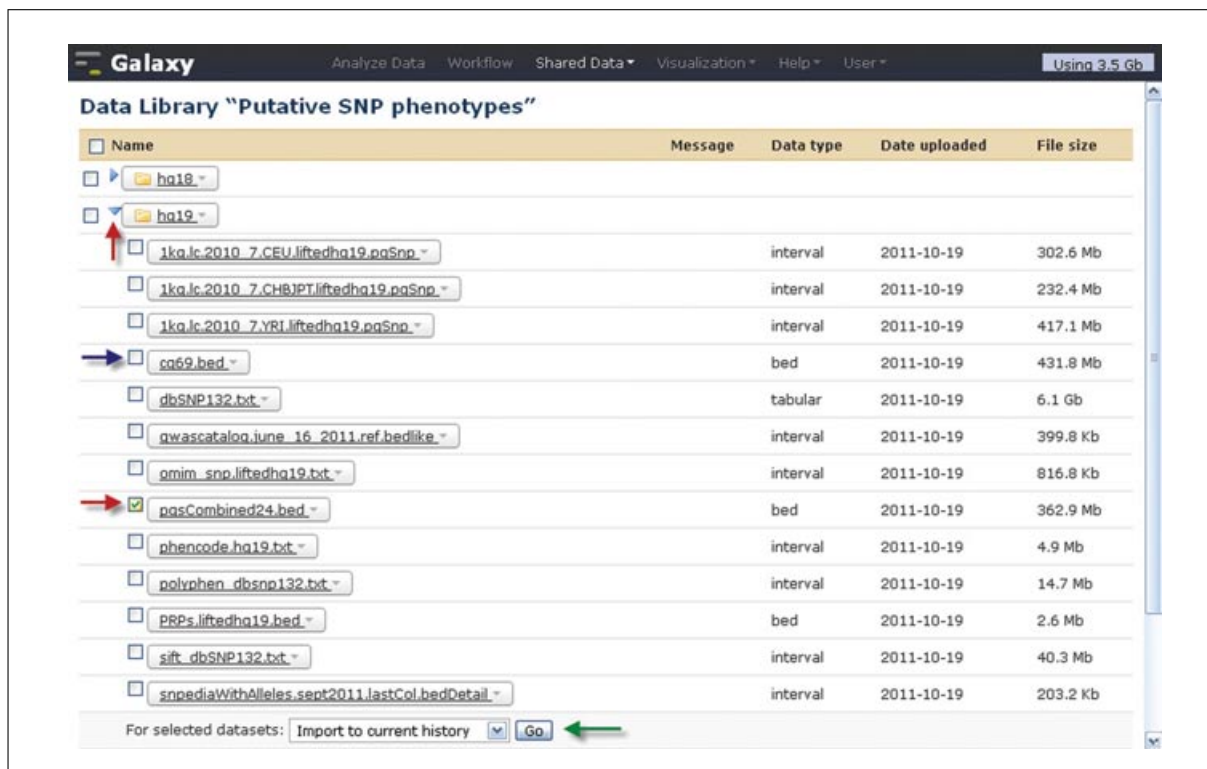 Galaxy Analyze Data Workflow Shared Data Visualization Help User Using 3.5 Gb
Data Library “Putative SNP phenotypes”
Name Message Data type Date uploaded File size
hg18
hg19
1kg.lc.2010_7.CEU.liftedhg19.pgSnp interval 2011-10-19 302.6 Mb
1kg.lc.2010_7.CHBJPT.liftedhg19.pgSnp interval 2011-10-19 232.4 Mb
1kg.lc.2010_7.YRI.liftedhg19.pgSnp interval 2011-10-19 417.1 Mb
cg69.bed bed 2011-10-19 431.8 Mb
dbSNP132.txt tabular 2011-10-19 6.1 Gb
gwascatalog.june_16_2011.ref.bedlike interval 2011-10-19 399.8 Kb
omim_snp.liftedhg19.txt interval 2011-10-19 816.8 Kb
pgsCombined24.bed bed 2011-10-19 362.9 Mb
phencode.hg19.txt interval 2011-10-19 4.9 Mb
polyphen_dbsnp132.txt interval 2011-10-19 14.7 Mb
PRPs.liftedhg19.bed bed 2011-10-19 2.6 Mb
sift_dbSNP132.txt interval 2011-10-19 40.3 Mb
snpediaWithAlleles.sept2011.lastCol.bedDetail interval 2011-10-19 203.2 Kb
For selected datasets: Import to current history Go